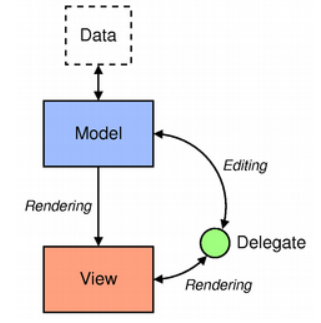 Data
Model
Editing
Rendering
Delegate
View
Rendering